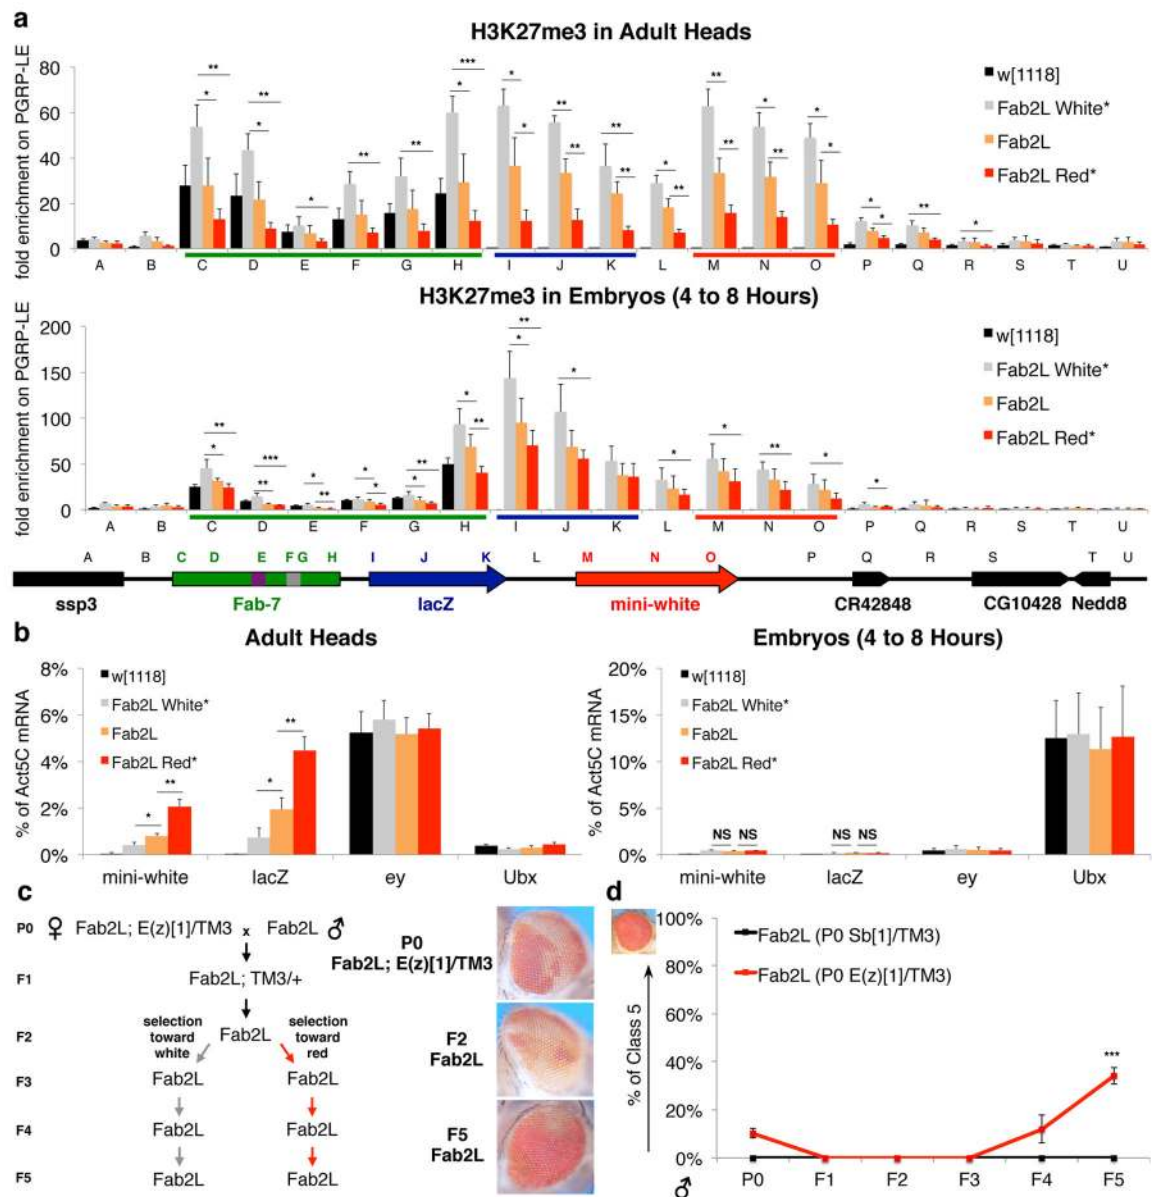 a
H3K27me3 in Adult Heads
fold enrichment on PGRP-LE
80
60
40
20
0
** * ** * * ** ** *** * * * ** ** ** ** * ** ** ** * ** * * * * ** *
w[1118]
Fab2L White*
Fab2L
Fab2L Red*
A B C D E F G H I J K L M N O P Q R S T U
H3K27me3 in Embryos (4 to 8 Hours)
fold enrichment on PGRP-LE
200
150
100
50
0
** * *** ** * ** * * ** * * ** ** * * * * ** * *
w[1118]
Fab2L White*
Fab2L
Fab2L Red*
A B C D E F G H I J K L M N O P Q R S T U
A B C D E F G H I J K L M N O P Q R S T U
ssp3 Fab-7 lacZ mini-white CR42848 CG10428 Nedd8
b
Adult Heads
% of Act5C mRNA
8%
6%
4%
2%
0%
w[1118]
Fab2L White*
Fab2L
Fab2L Red*
* ** * **
mini-white lacZ ey Ubx
Embryos (4 to 8 Hours)
% of Act5C mRNA
20%
15%
10%
5%
0%
w[1118]
Fab2L White*
Fab2L
Fab2L Red*
NS NS NS NS
mini-white lacZ ey Ubx
c
P0 ♀ Fab2L; E(z)[1]/TM3 x Fab2L ♂
F1 Fab2L; TM3/+
F2 Fab2L
selection toward white
selection toward red
F3 Fab2L Fab2L
F4 Fab2L Fab2L
F5 Fab2L Fab2L
P0
Fab2L; E(z)[1]/TM3
F2
Fab2L
F5
Fab2L
d
% of Class 5
100%
80%
60%
40%
20%
0%
Fab2L (P0 Sb[1]/TM3)
Fab2L (P0 E(z)[1]/TM3)
***
♂ P0 F1 F2 F3 F4 F5